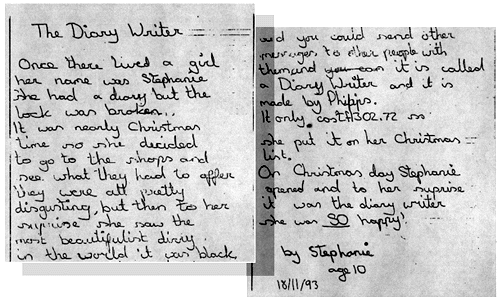 The Diary Writer
Once there lived a girl
her name was Stephanie
she had a diary but the
lock was broken..
It was nearly Christmas
time so she decided
to go to the shops and
see what they had to offer
they were all pretty
disgusting, but then to her
suprise she saw the
most beautifulist diary
in the world it was black
and you could send other
messages to other people with
them, and you can it is called
a Diary Writer and it is
made by Philips.
It only cost £302.72 so
she put it on her Christmas
list.
On Christmas day Stephanie
opened and to her suprise
it was the diary writer
she was SO happy!
by Stephanie
age 10
18/11/93